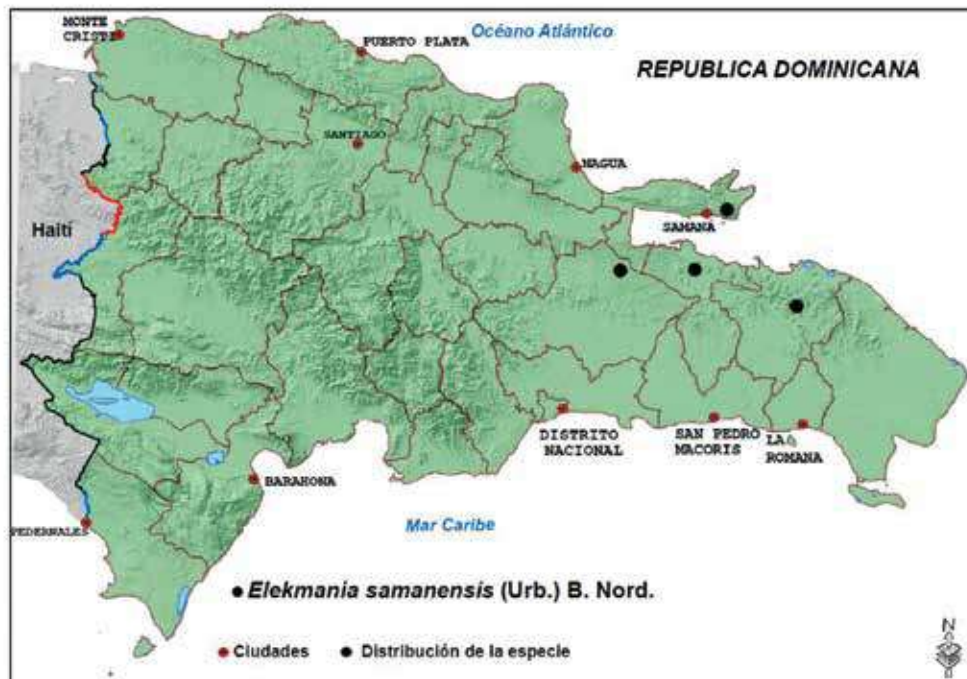 MONTE
CRISTI
PUERTO PLATA
Océano Atlántico
REPUBLICA DOMINICANA
SANTIAGO
NAGUA
Haití
SAMANA
DISTRITO
NACIONAL
SAN PEDRO
MACORIS
LA
ROMANA
BARAHONA
PEDERNALES
Mar Caribe
Elekmania samanensis (Urb.) B. Nord.
Ciudades
Distribución de la especie
N